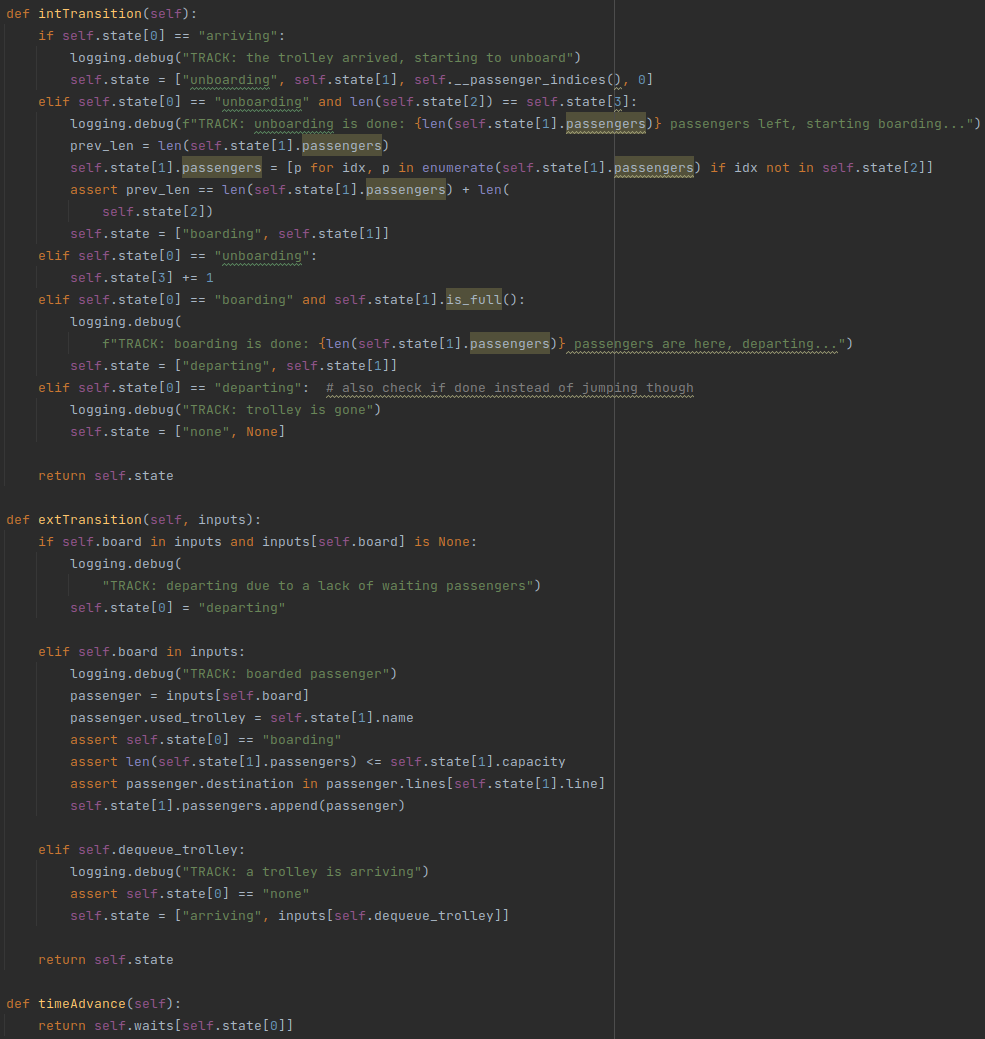 def intTransition(self):
    if self.state[0] == "arriving":
        logging.debug("TRACK: the trolley arrived, starting to unboard")
        self.state = ["unboarding", self.state[1], self.__passenger_indices(), 0]
    elif self.state[0] == "unboarding" and len(self.state[2]) == self.state[3]:
        logging.debug(f"TRACK: unboarding is done: {len(self.state[1].passengers)} passengers left, starting boarding...")
        prev_len = len(self.state[1].passengers)
        self.state[1].passengers = [p for idx, p in enumerate(self.state[1].passengers) if idx not in self.state[2]]
        assert prev_len == len(self.state[1].passengers) + len(
            self.state[2])
        self.state = ["boarding", self.state[1]]
    elif self.state[0] == "unboarding":
        self.state[3] += 1
    elif self.state[0] == "boarding" and self.state[1].is_full():
        logging.debug(
            f"TRACK: boarding is done: {len(self.state[1].passengers)} passengers are here, departing...")
        self.state = ["departing", self.state[1]]
    elif self.state[0] == "departing":  # also check if done instead of jumping though
        logging.debug("TRACK: trolley is gone")
        self.state = ["none", None]

    return self.state

def extTransition(self, inputs):
    if self.board in inputs and inputs[self.board] is None:
        logging.debug(
            "TRACK: departing due to a lack of waiting passengers")
        self.state[0] = "departing"

    elif self.board in inputs:
        logging.debug("TRACK: boarded passenger")
        passenger = inputs[self.board]
        passenger.used_trolley = self.state[1].name
        assert self.state[0] == "boarding"
        assert len(self.state[1].passengers) <= self.state[1].capacity
        assert passenger.destination in passenger.lines[self.state[1].line]
        self.state[1].passengers.append(passenger)

    elif self.dequeue_trolley:
        logging.debug("TRACK: a trolley is arriving")
        assert self.state[0] == "none"
        self.state = ["arriving", inputs[self.dequeue_trolley]]

    return self.state

def timeAdvance(self):
    return self.waits[self.state[0]]